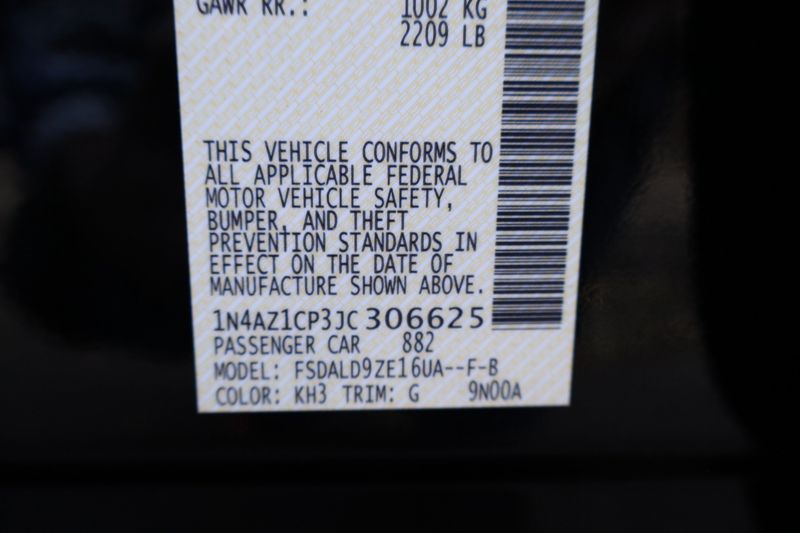 GAWR RR.: 1002 KG
2209 LB
THIS VEHICLE CONFORMS TO
ALL APPLICABLE FEDERAL
MOTOR VEHICLE SAFETY,
BUMPER, AND THEFT
PREVENTION STANDARDS IN
EFFECT ON THE DATE OF
MANUFACTURE SHOWN ABOVE.
1N4AZ1CP3JC306625
PASSENGER CAR 882
MODEL: FSDALD9ZE16UA--F-B
COLOR: KH3 TRIM: G 9N00A